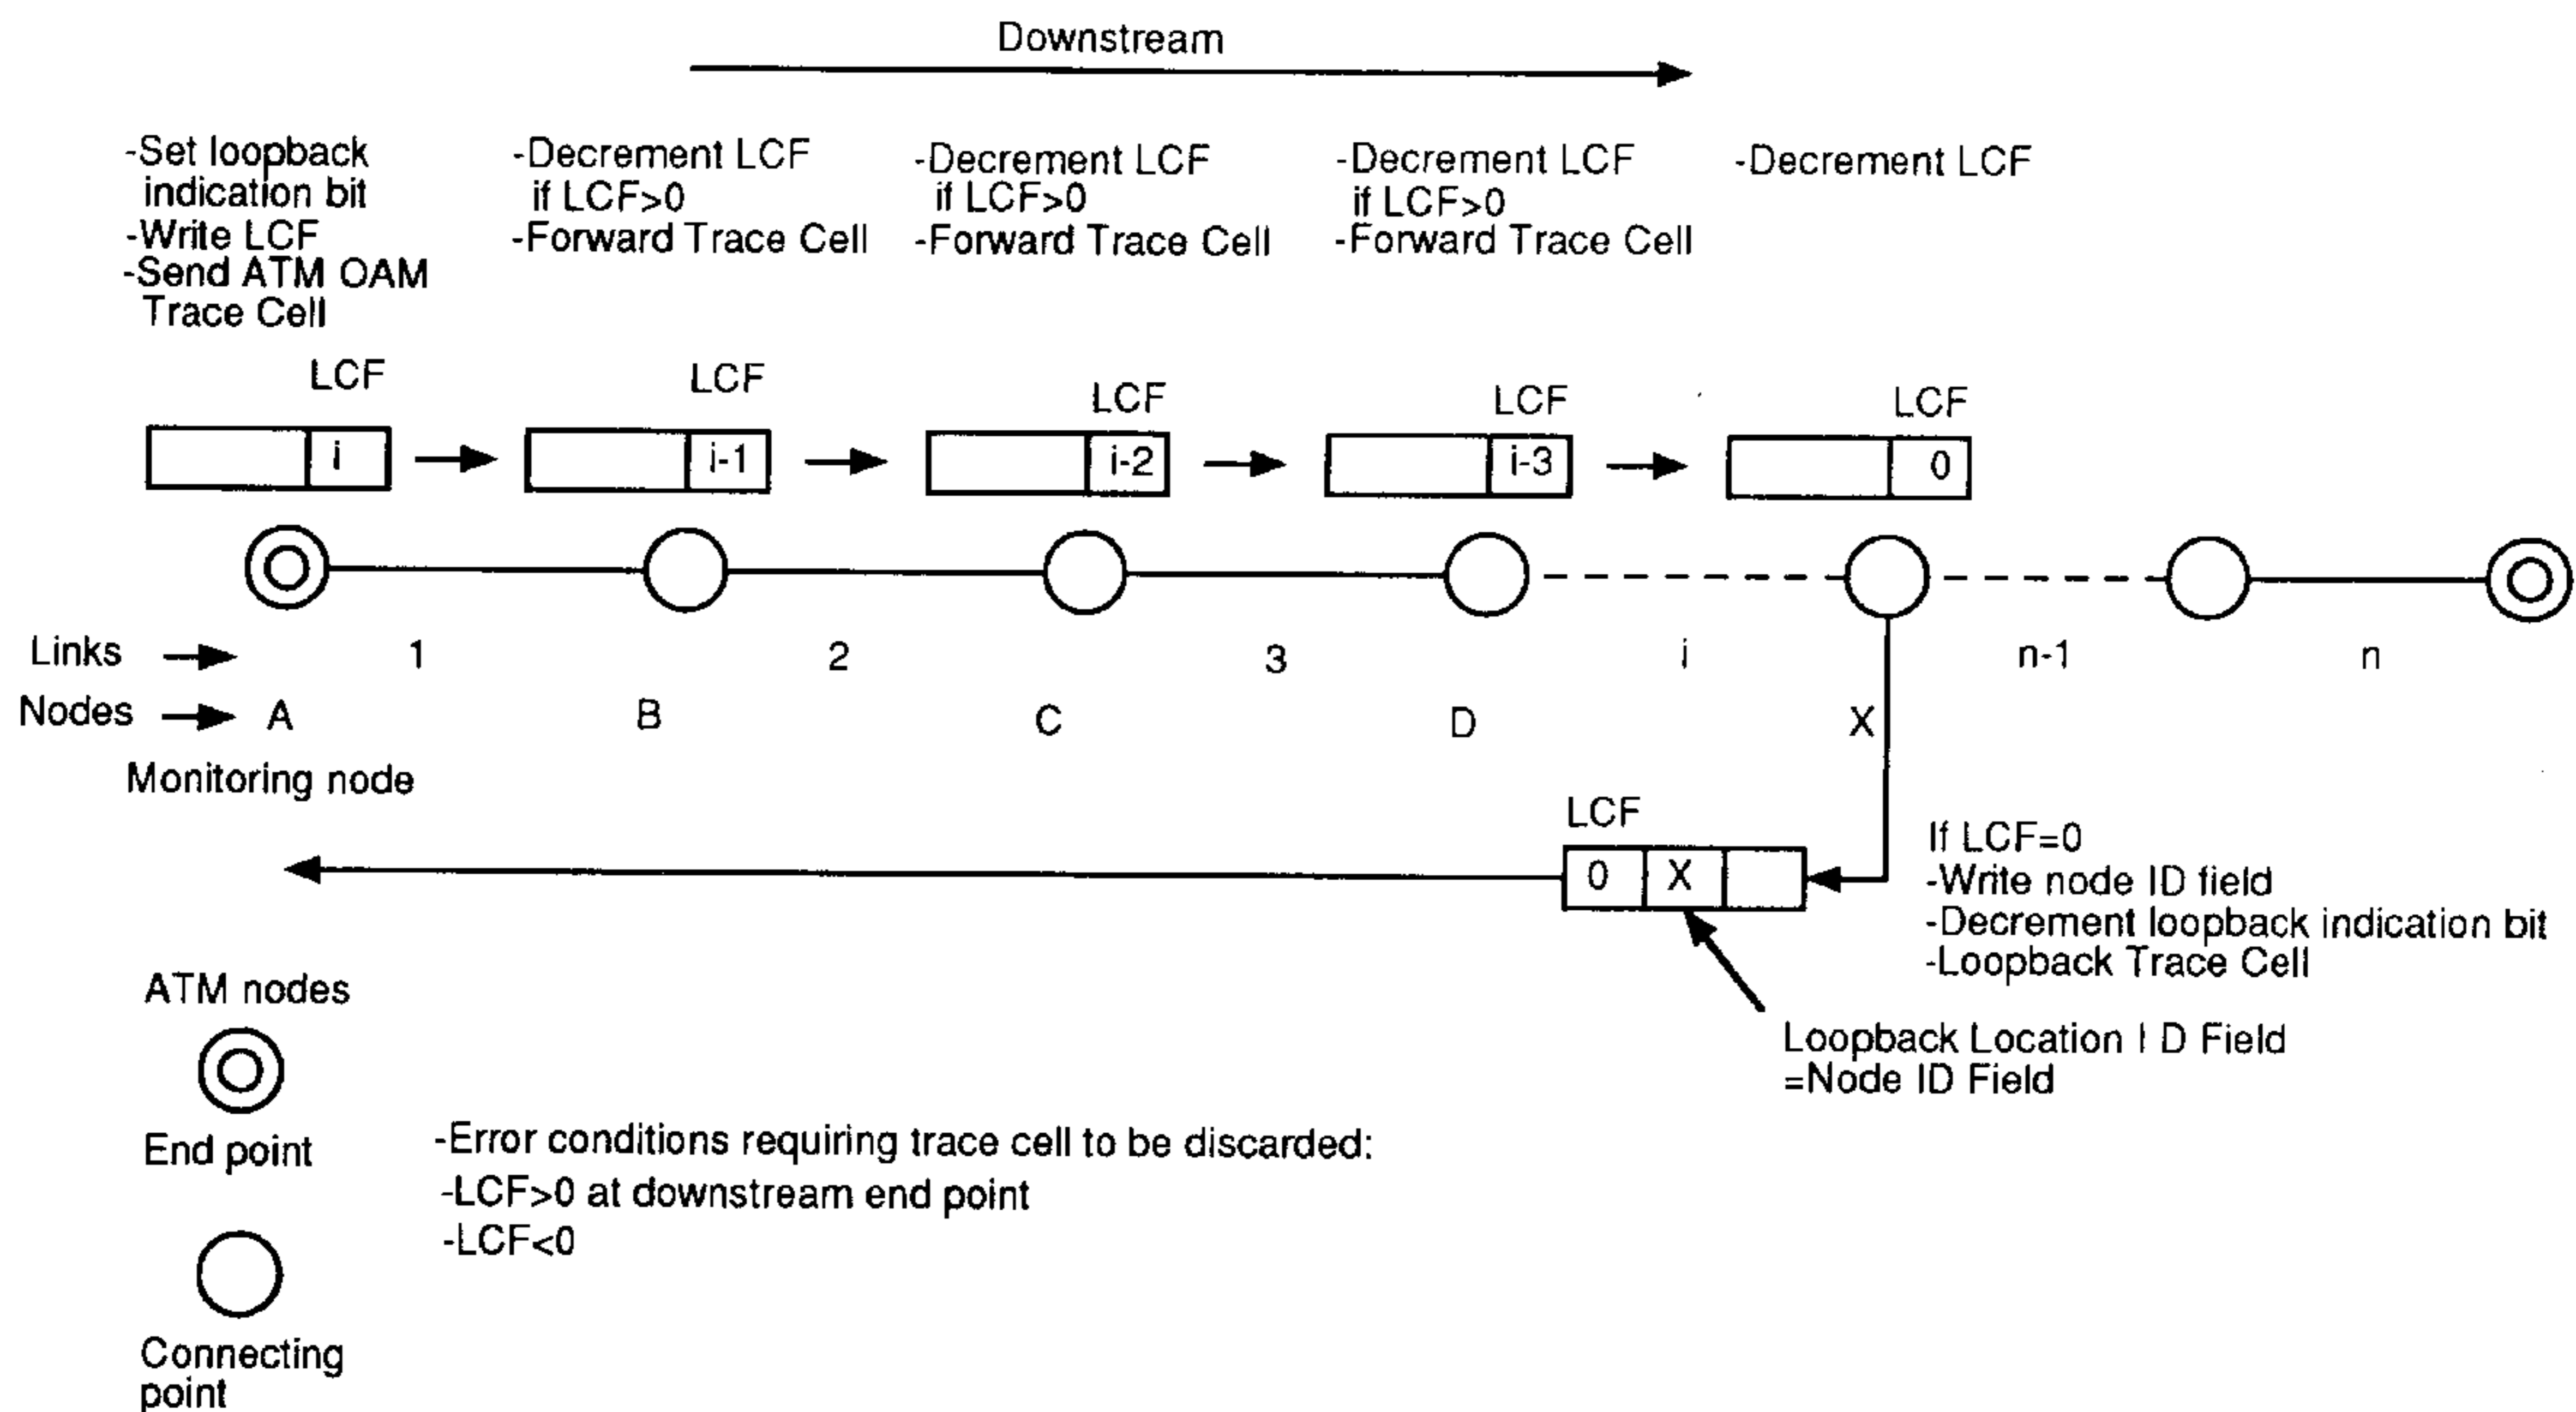 Downstream
-Set loopback
indication bit
-Write LCF
-Send ATM OAM
Trace Cell
-Decrement LCF
if LCF>0
-Forward Trace Cell
-Decrement LCF
if LCF>0
-Forward Trace Cell
-Decrement LCF
if LCF>0
-Forward Trace Cell
-Decrement LCF
LCF
LCF
LCF
LCF
LCF
i
i-1
i-2
i-3
0
Links
1
2
3
i
n-1
n
Nodes
A
B
C
D
X
Monitoring node
LCF
0
X
If LCF=0
-Write node ID field
-Decrement loopback indication bit
-Loopback Trace Cell
Loopback Location I D Field
=Node ID Field
ATM nodes
End point
-Error conditions requiring trace cell to be discarded:
-LCF>0 at downstream end point
-LCF<0
Connecting
point